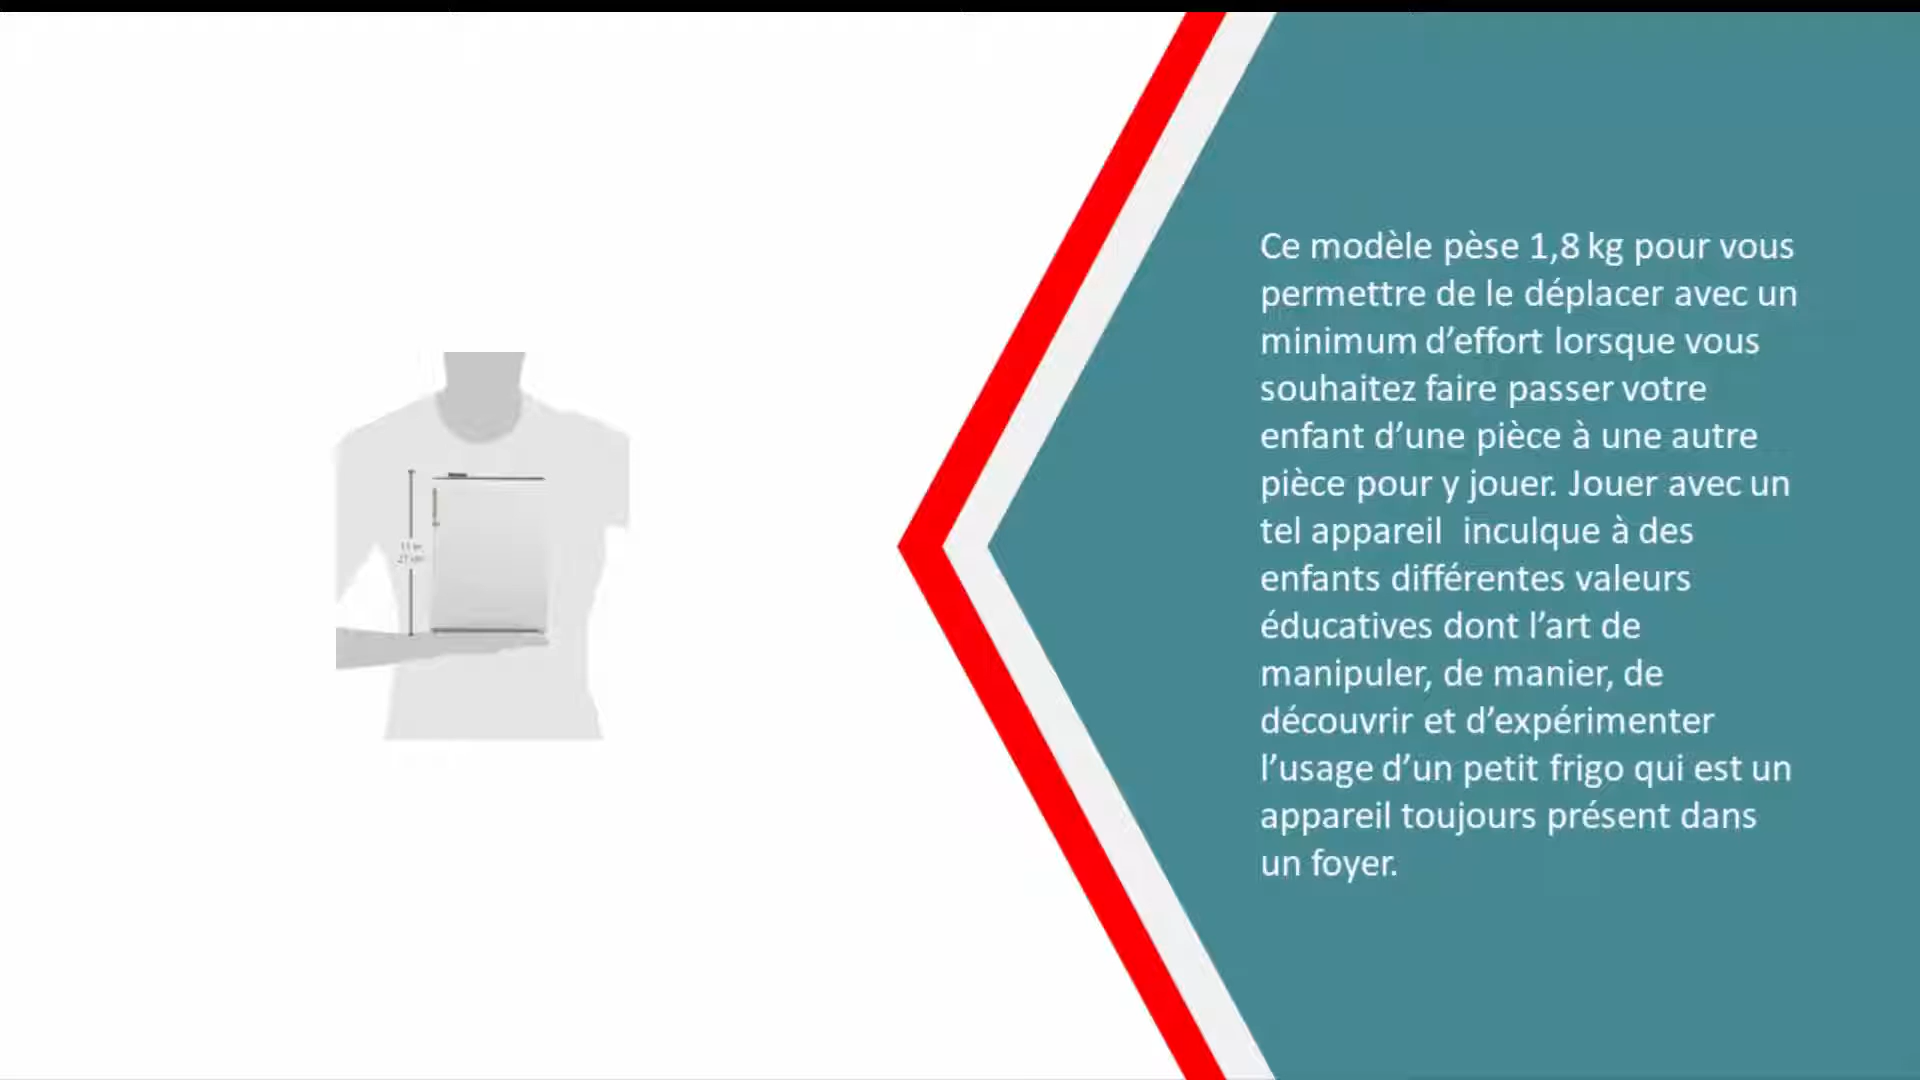 Ce modèle pèse 1,8 kg pour vous
permettre de le déplacer avec un
minimum d’effort lorsque vous
souhaitez faire passer votre
enfant d’une pièce à une autre
pièce pour y jouer. Jouer avec un
tel appareil  inculque à des
enfants différentes valeurs
éducatives dont l’art de
manipuler, de manier, de
découvrir et d’expérimenter
l’usage d’un petit frigo qui est un
appareil toujours présent dans
un foyer.